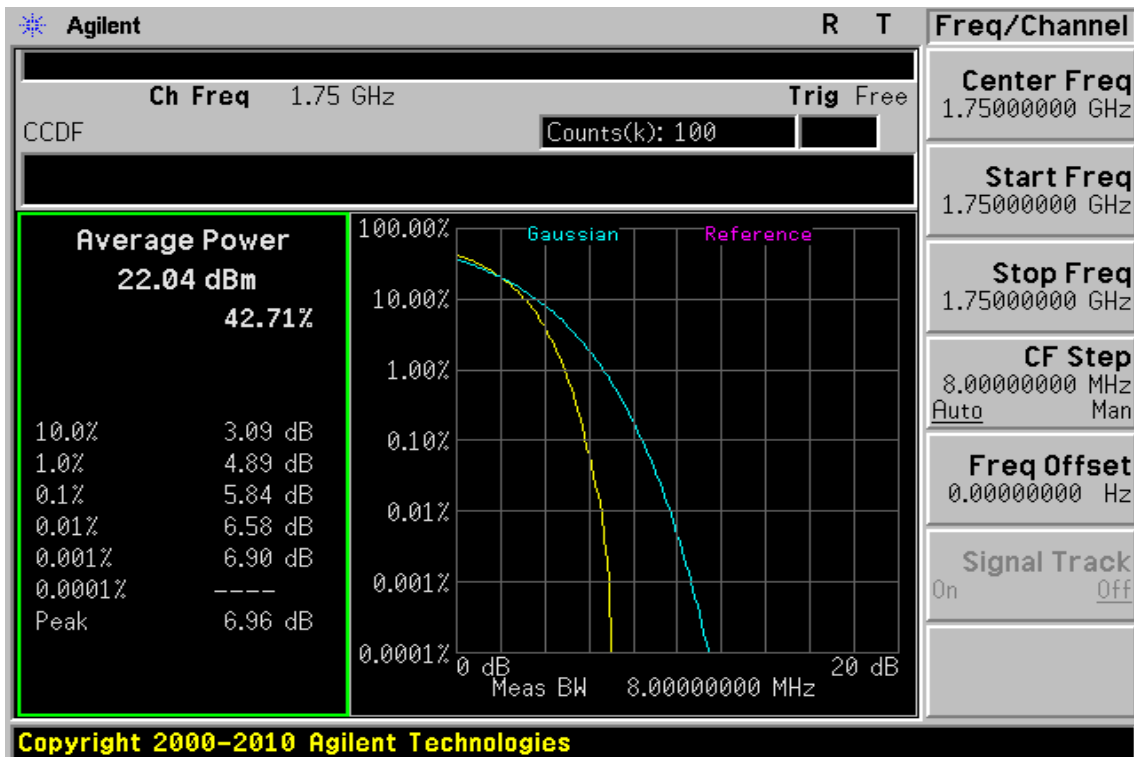 Agilent
R T
Ch Freq 1.75 GHz
Trig Free
CCDF
Counts(k): 100
Average Power
22.04 dBm
42.71%
10.0% 3.09 dB
1.0% 4.89 dB
0.1% 5.84 dB
0.01% 6.58 dB
0.001% 6.90 dB
0.0001% ----
Peak 6.96 dB
Gaussian
Reference
100.00%
10.00%
1.00%
0.10%
0.01%
0.001%
0.0001%
0 dB
20 dB
Meas BW 8.00000000 MHz
Freq/Channel
Center Freq
1.75000000 GHz
Start Freq
1.75000000 GHz
Stop Freq
1.75000000 GHz
CF Step
8.00000000 MHz
Auto Man
Freq Offset
0.00000000 Hz
Signal Track
On Off
Copyright 2000-2010 Agilent Technologies